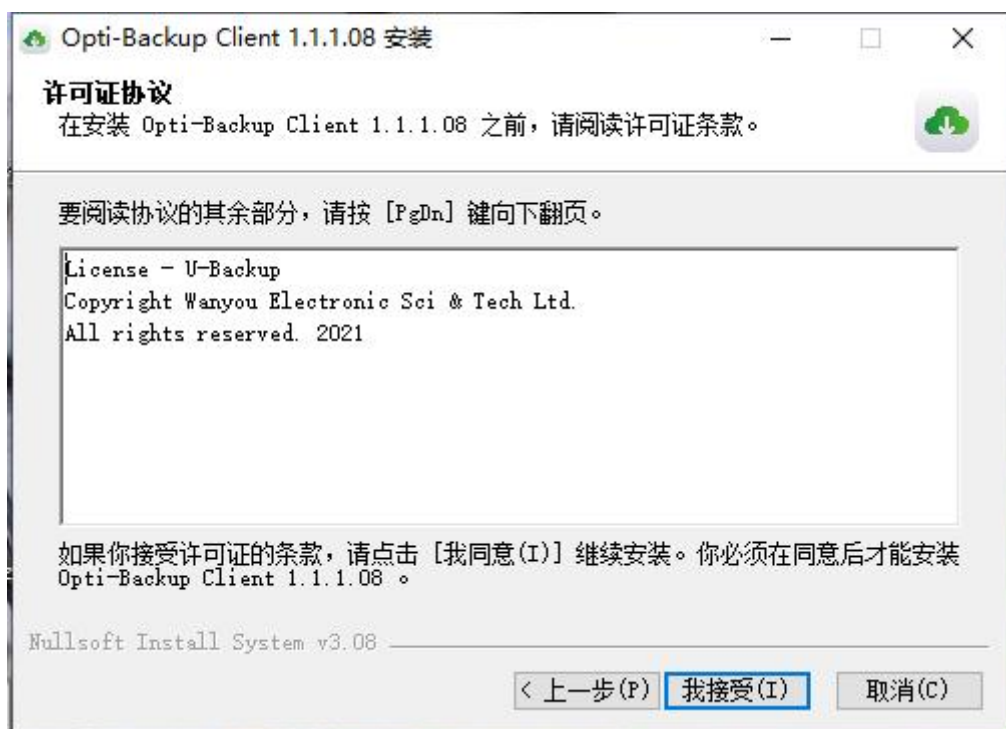 Opti-Backup Client 1.1.1.08 安装
许可证协议
在安装 Opti-Backup Client 1.1.1.08 之前，请阅读许可证条款。
要阅读协议的其余部分，请按 [PgDn] 键向下翻页。
License - U-Backup
Copyright Wanyou Electronic Sci & Tech Ltd.
All rights reserved. 2021
如果你接受许可证的条款，请点击 [我同意(I)] 继续安装。你必须在同意后才能安装
Opti-Backup Client 1.1.1.08 。
Nullsoft Install System v3.08
< 上一步(P) 我接受(I) 取消(C)